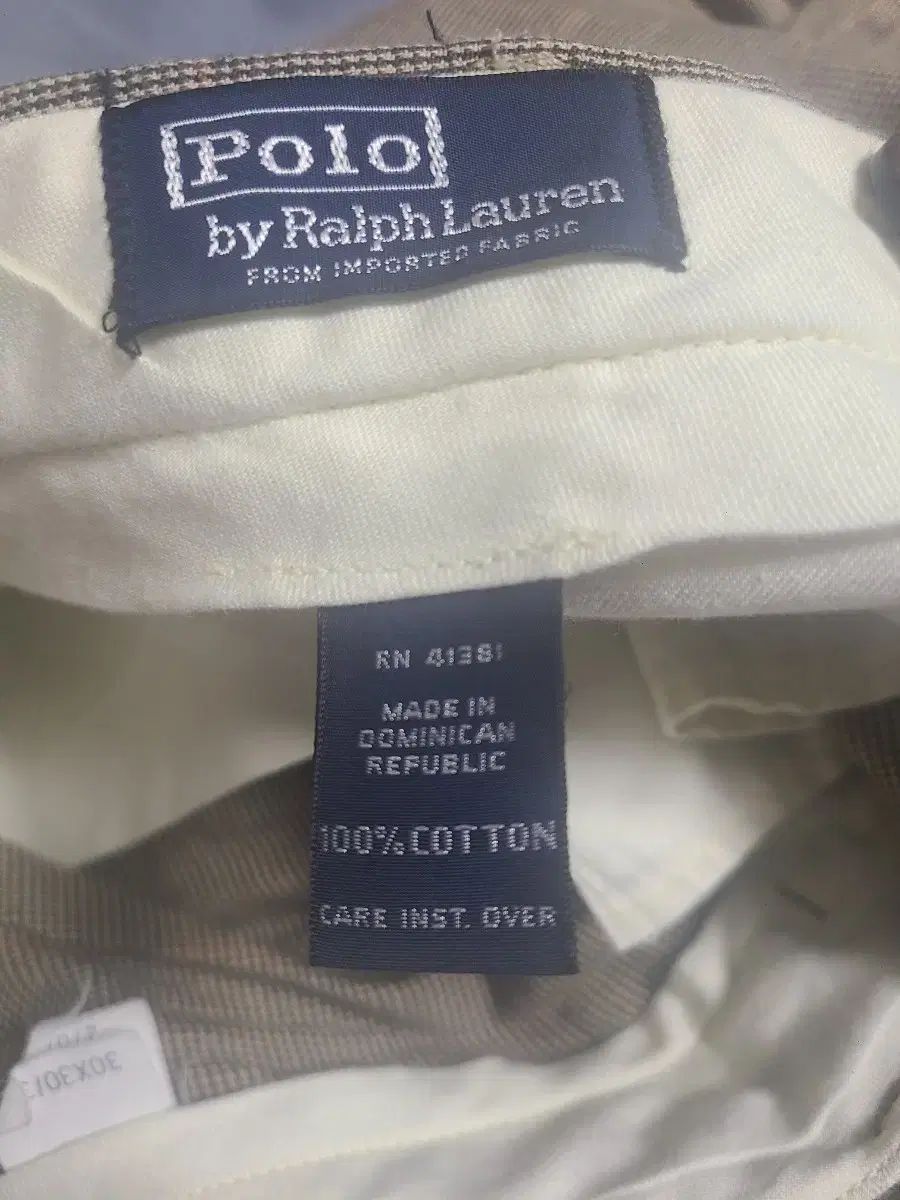 Polo
by Ralph Lauren
FROM IMPORTED FABRIC
RN 41381
MADE IN
DOMINICAN
REPUBLIC
100% COTTON
CARE INST. OVER